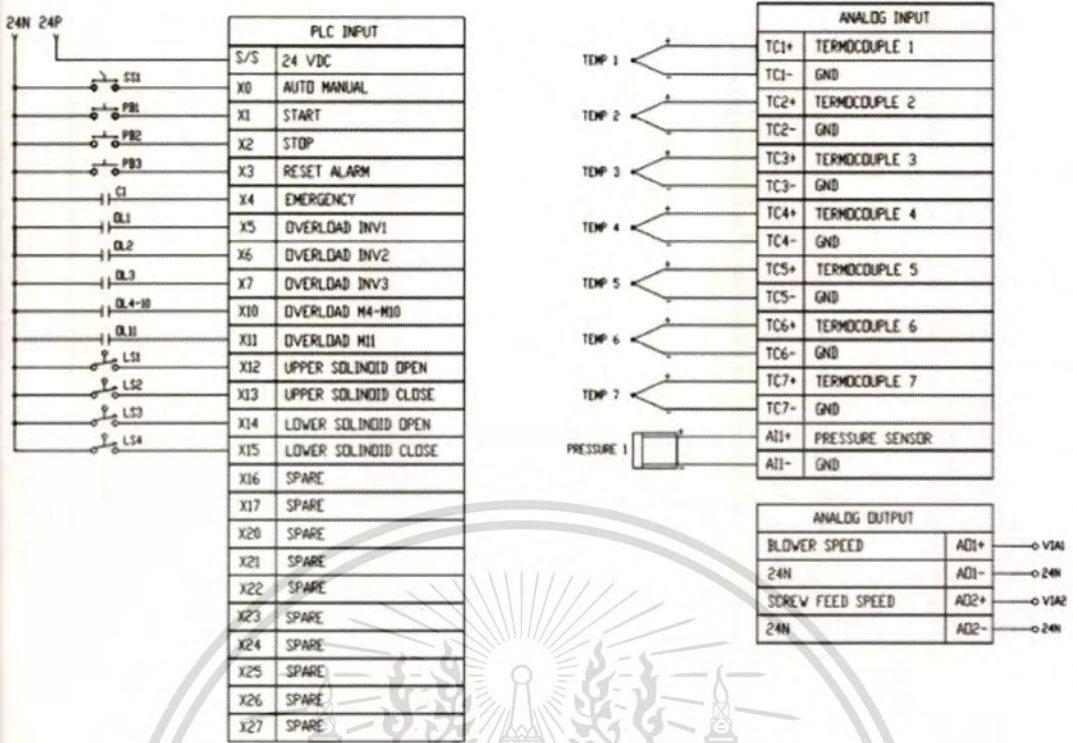 24N 24P
PLC INPUT
S/S 24 VDC
SS1 X0 AUTO MANUAL
PB1 X1 START
PB2 X2 STOP
PB3 X3 RESET ALARM
C1 X4 EMERGENCY
OL1 X5 OVERLOAD INV1
OL2 X6 OVERLOAD INV2
OL3 X7 OVERLOAD INV3
OL4-10 X10 OVERLOAD M4-M10
OL11 X11 OVERLOAD M11
LS1 X12 UPPER SOLINOID OPEN
LS2 X13 UPPER SOLINOID CLOSE
LS3 X14 LOWER SOLINOID OPEN
LS4 X15 LOWER SOLINOID CLOSE
X16 SPARE
X17 SPARE
X20 SPARE
X21 SPARE
X22 SPARE
X23 SPARE
X24 SPARE
X25 SPARE
X26 SPARE
X27 SPARE
ANALOG INPUT
TEMP 1 + TC1+ TERMOCOUPLE 1
- TC1- GND
TEMP 2 + TC2+ TERMOCOUPLE 2
- TC2- GND
TEMP 3 + TC3+ TERMOCOUPLE 3
- TC3- GND
TEMP 4 + TC4+ TERMOCOUPLE 4
- TC4- GND
TEMP 5 + TC5+ TERMOCOUPLE 5
- TC5- GND
TEMP 6 + TC6+ TERMOCOUPLE 6
- TC6- GND
TEMP 7 + TC7+ TERMOCOUPLE 7
- TC7- GND
PRESSURE 1 + AI1+ PRESSURE SENSOR
- AI1- GND
ANALOG OUTPUT
BLOWER SPEED AO1+ VIA1
24N AO1- 24N
SCREW FEED SPEED AO2+ VIA2
24N AO2- 24N